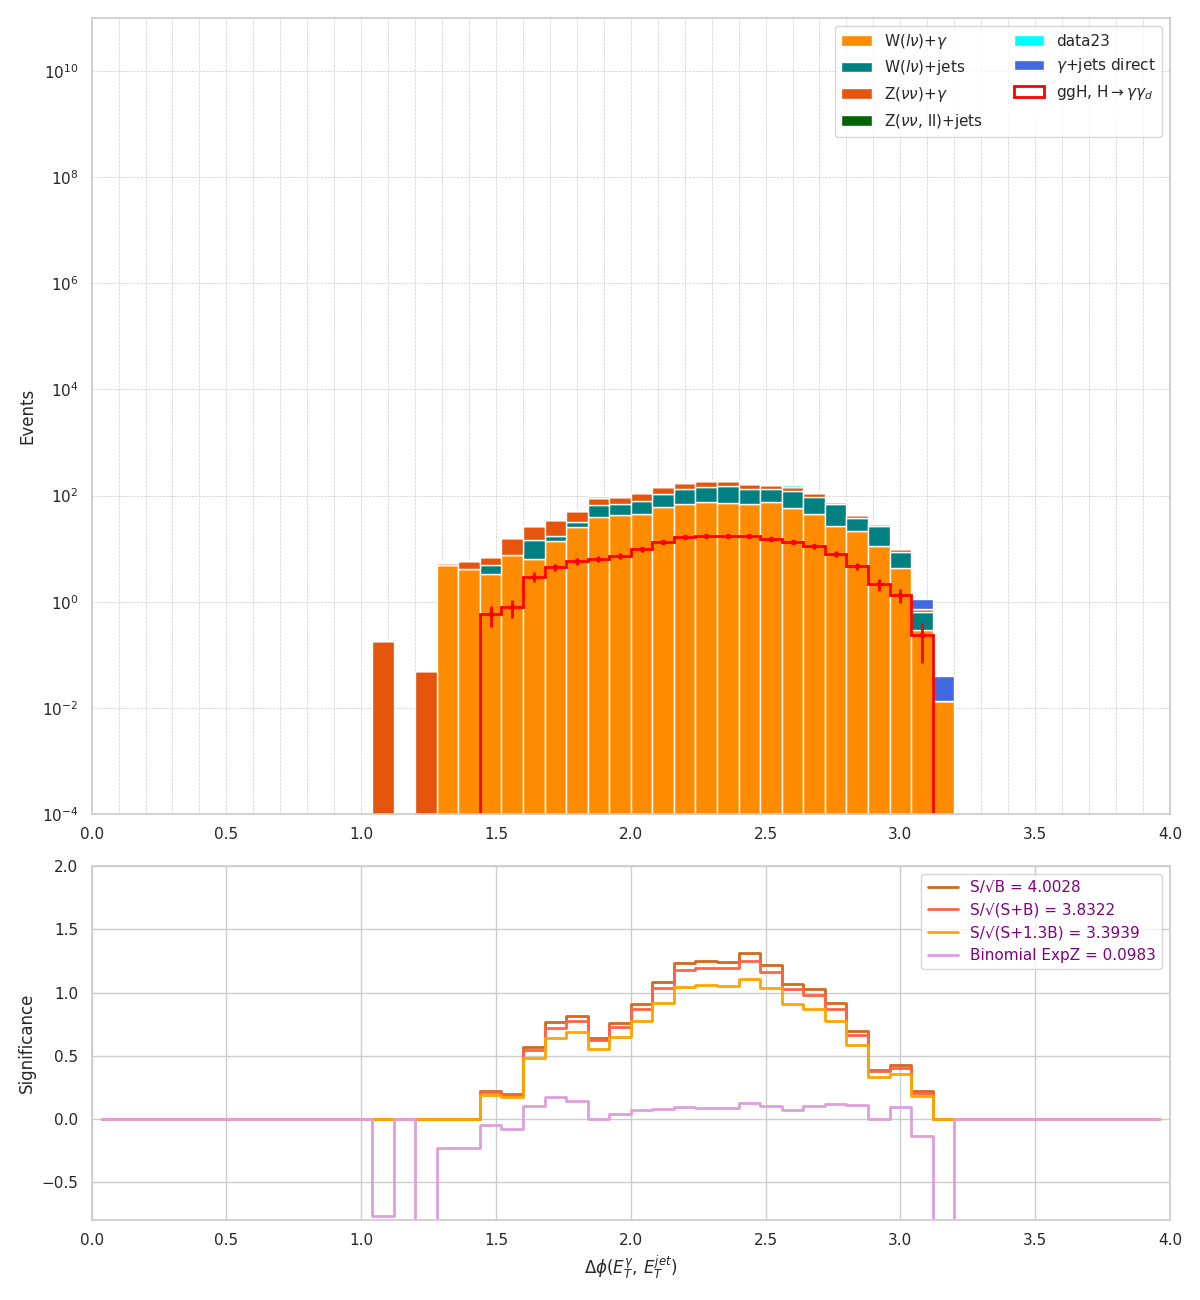 W(lν)+γ
W(lν)+jets
Z(νν)+γ
Z(νν, ll)+jets
data23
γ+jets direct
ggH, H→γγ_d
Events
10^10
10^8
10^6
10^4
10^2
10^0
10^−2
10^−4
0.0 0.5 1.0 1.5 2.0 2.5 3.0 3.5 4.0
S/√B = 4.0028
S/√(S+B) = 3.8322
S/√(S+1.3B) = 3.3939
Binomial ExpZ = 0.0983
Significance
2.0
1.5
1.0
0.5
0.0
−0.5
0.0 0.5 1.0 1.5 2.0 2.5 3.0 3.5 4.0
Δϕ(E_T^γ, E_T^jet)